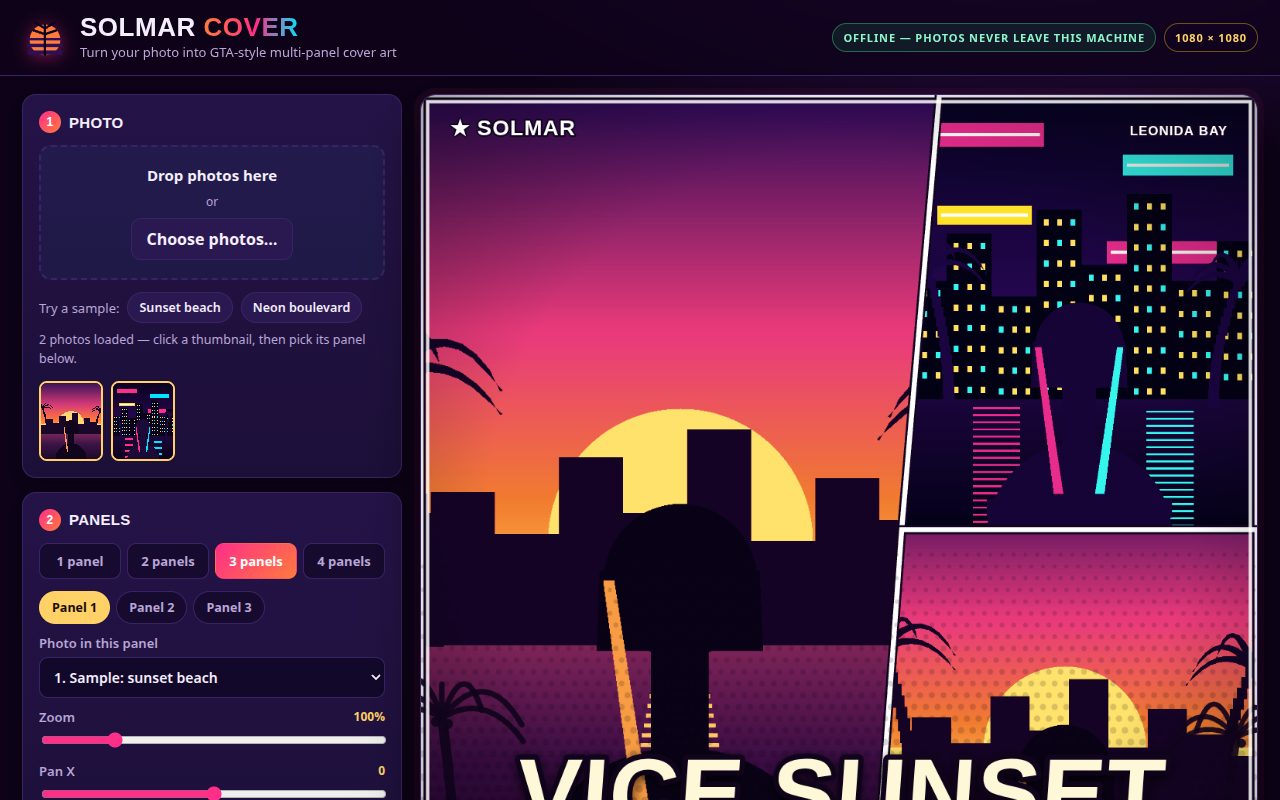 SOLMAR COVER
Turn your photo into GTA-style multi-panel cover art
OFFLINE — PHOTOS NEVER LEAVE THIS MACHINE
1080 × 1080
1 PHOTO
Drop photos here
or
Choose photos...
Try a sample:
Sunset beach
Neon boulevard
2 photos loaded — click a thumbnail, then pick its panel
below.
2 PANELS
1 panel
2 panels
3 panels
4 panels
Panel 1
Panel 2
Panel 3
Photo in this panel
1. Sample: sunset beach
Zoom
100%
Pan X
0
★ SOLMAR
LEONIDA BAY
VICE SUNSET